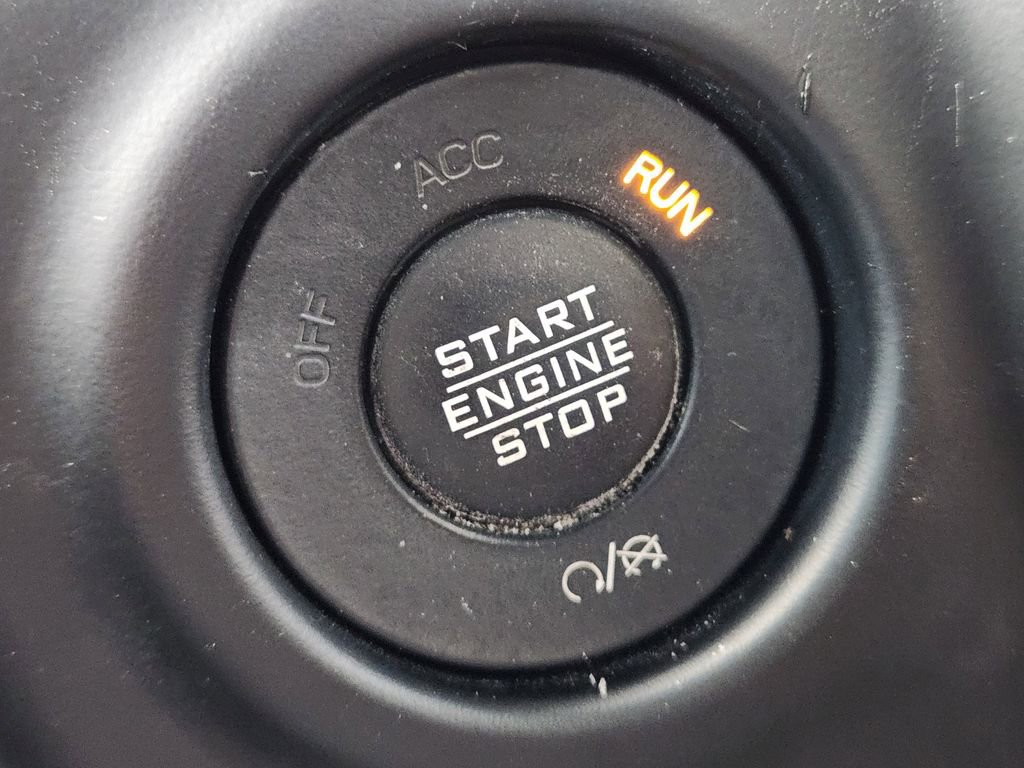 ACC
RUN
OFF
START
ENGINE
STOP